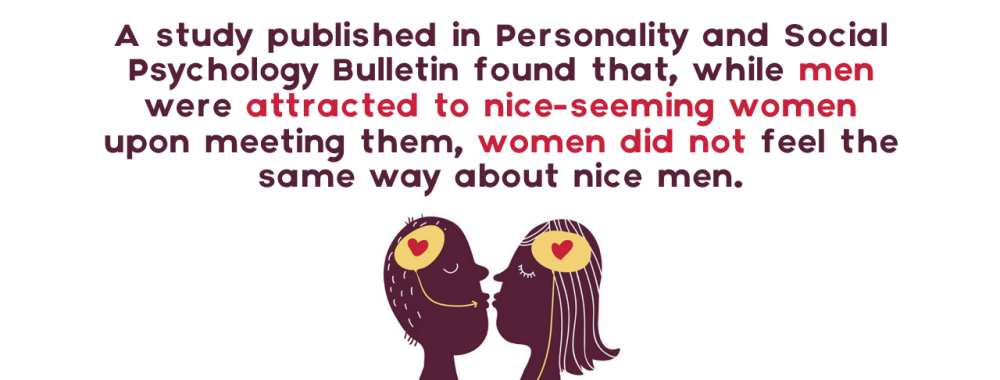 A study published in Personality and Social
Psychology Bulletin found that, while men
were attracted to nice-seeming women
upon meeting them, women did not feel the
same way about nice men.